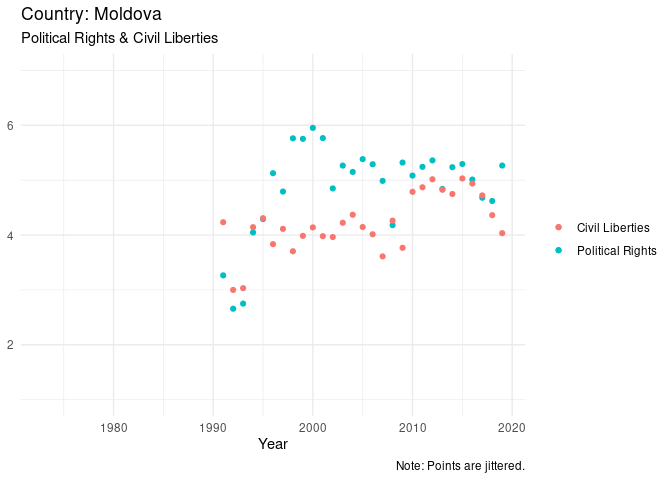 Country: Moldova
Political Rights & Civil Liberties
6
4
2
Civil Liberties
Political Rights
1980 1990 2000 2010 2020
Year
Note: Points are jittered.